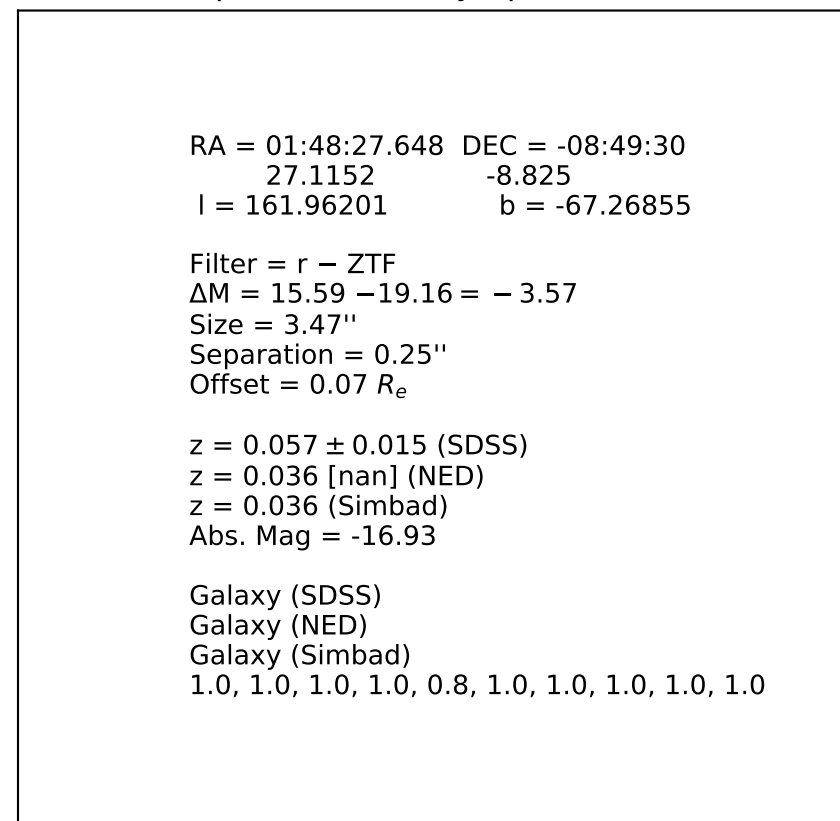 RA = 01:48:27.648  DEC = -08:49:30
27.1152  -8.825
l = 161.96201  b = -67.26855
Filter = r − ZTF
ΔM = 15.59 −19.16 = − 3.57
Size = 3.47''
Separation = 0.25''
Offset = 0.07 Re
z = 0.057 ± 0.015 (SDSS)
z = 0.036 [nan] (NED)
z = 0.036 (Simbad)
Abs. Mag = -16.93
Galaxy (SDSS)
Galaxy (NED)
Galaxy (Simbad)
1.0, 1.0, 1.0, 1.0, 0.8, 1.0, 1.0, 1.0, 1.0, 1.0